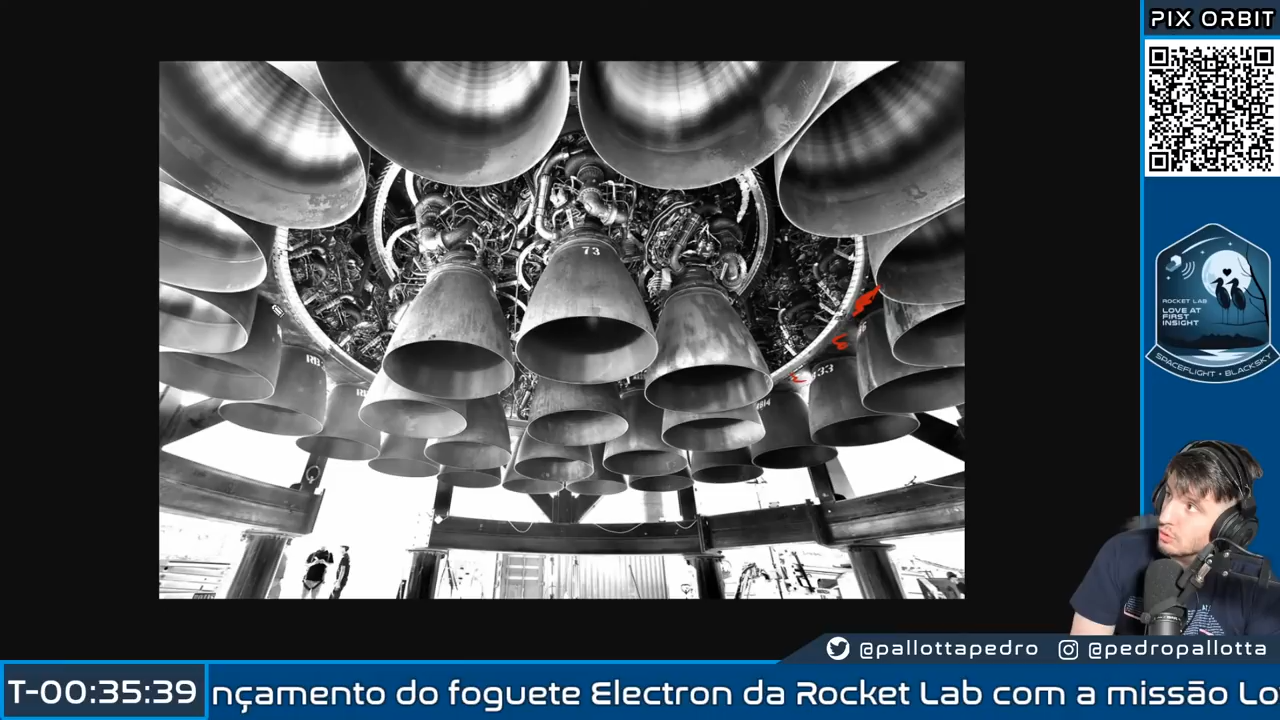 PIX ORBIT
73
ROCKET LAB
LOVE AT
FIRST
INSIGHT
SPACEFLIGHT • BLACKSKY
@pallottapedro @pedropallotta
T-00:35:39
nçamento do foguete Electron da Rocket Lab com a missão Lo